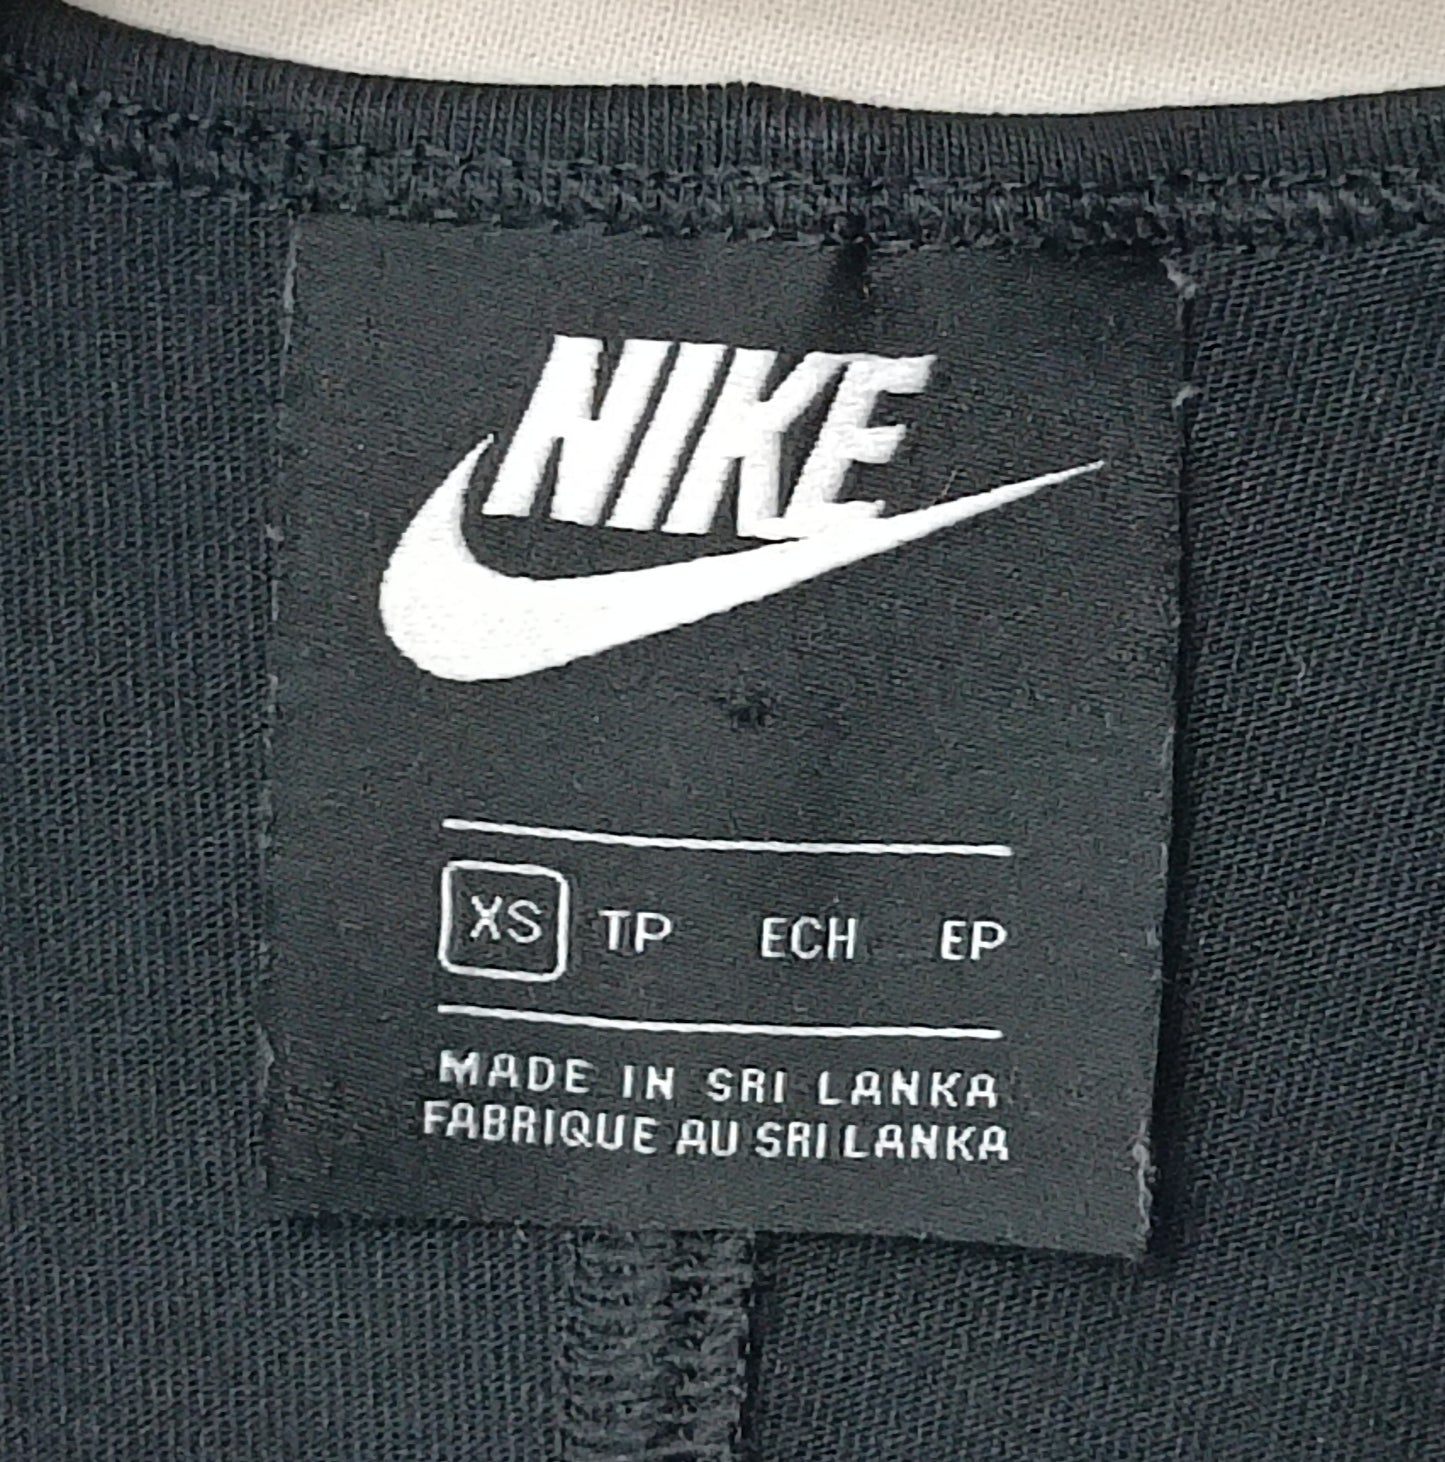 NIKE
XS TP ECH EP
MADE IN SRI LANKA
FABRIQUE AU SRI LANKA